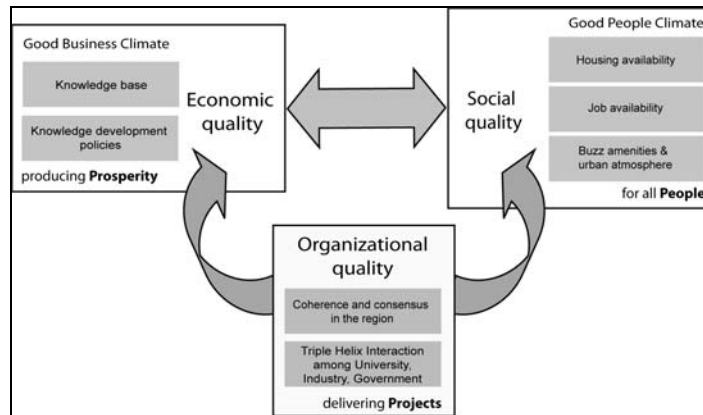 Good Business Climate
Knowledge base
Knowledge development
policies
Economic
quality
producing Prosperity
Good People Climate
Housing availability
Job availability
Buzz amenities &
urban atmosphere
Social
quality
for all People
Organizational
quality
Coherence and consensus
in the region
Triple Helix Interaction
among University,
Industry, Government
delivering Projects